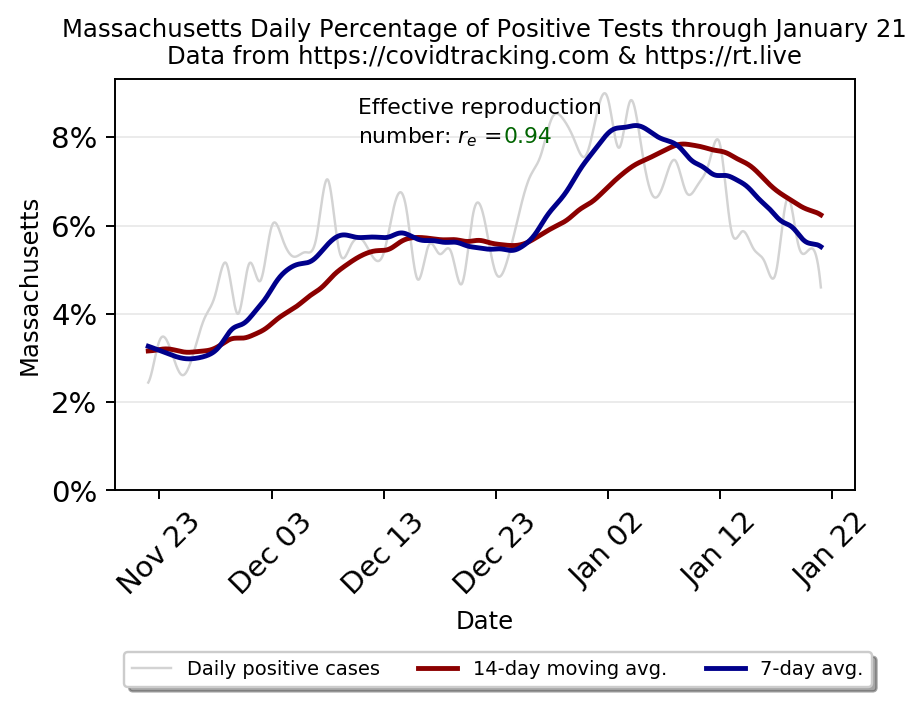 Massachusetts Daily Percentage of Positive Tests through January 21
Data from https://covidtracking.com & https://rt.live
Effective reproduction
number: re =0.94
Massachusetts
8%
6%
4%
2%
0%
Nov 23
Dec 03
Dec 13
Dec 23
Jan 02
Jan 12
Jan 22
Date
Daily positive cases
14-day moving avg.
7-day avg.